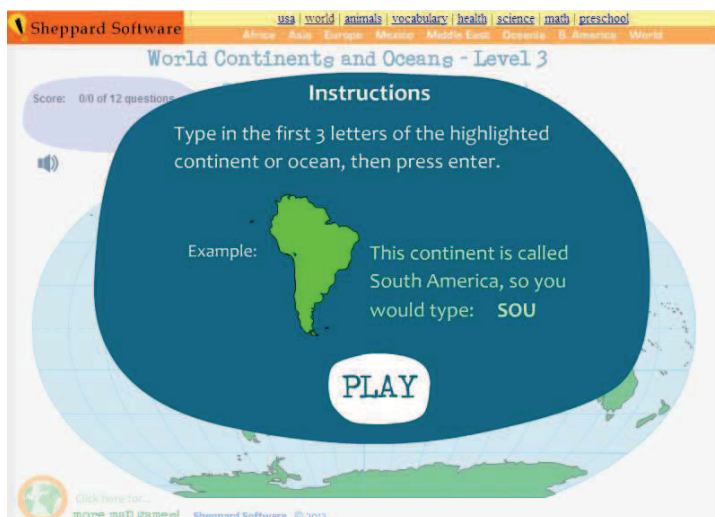 Sheppard Software
usa | world | animals | vocabulary | health | science | math | preschool
Africa Asia Europe Mexico Middle East Oceania S. America World
World Continents and Oceans - Level 3
Score: 0/0 of 12 questions
Instructions
Type in the first 3 letters of the highlighted
continent or ocean, then press enter.
Example:
This continent is called
South America, so you
would type: SOU
PLAY
Click here for...
more map games! Sheppard Software © 2012